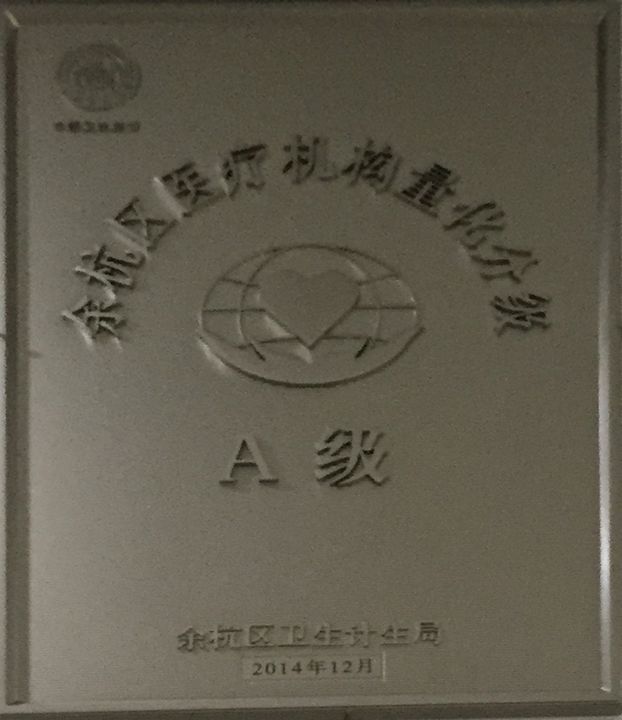 余杭区医疗机构量化分级
A 级
余杭区卫生计生局
2014年12月